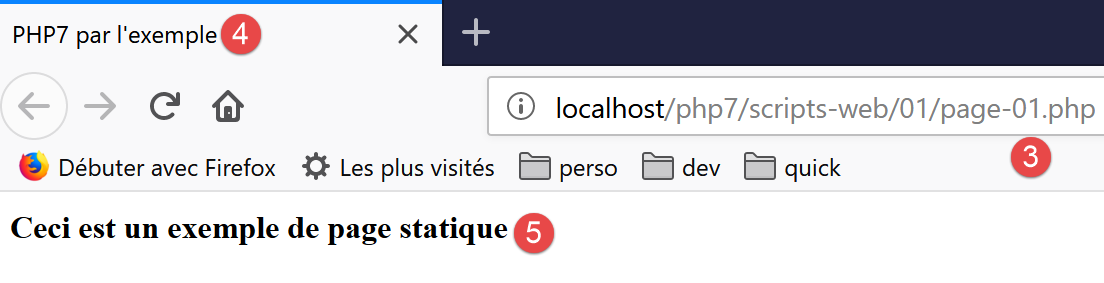 PHP7 par l'exemple 4
localhost/php7/scripts-web/01/page-01.php
3
Débuter avec Firefox Les plus visités perso dev quick
Ceci est un exemple de page statique 5